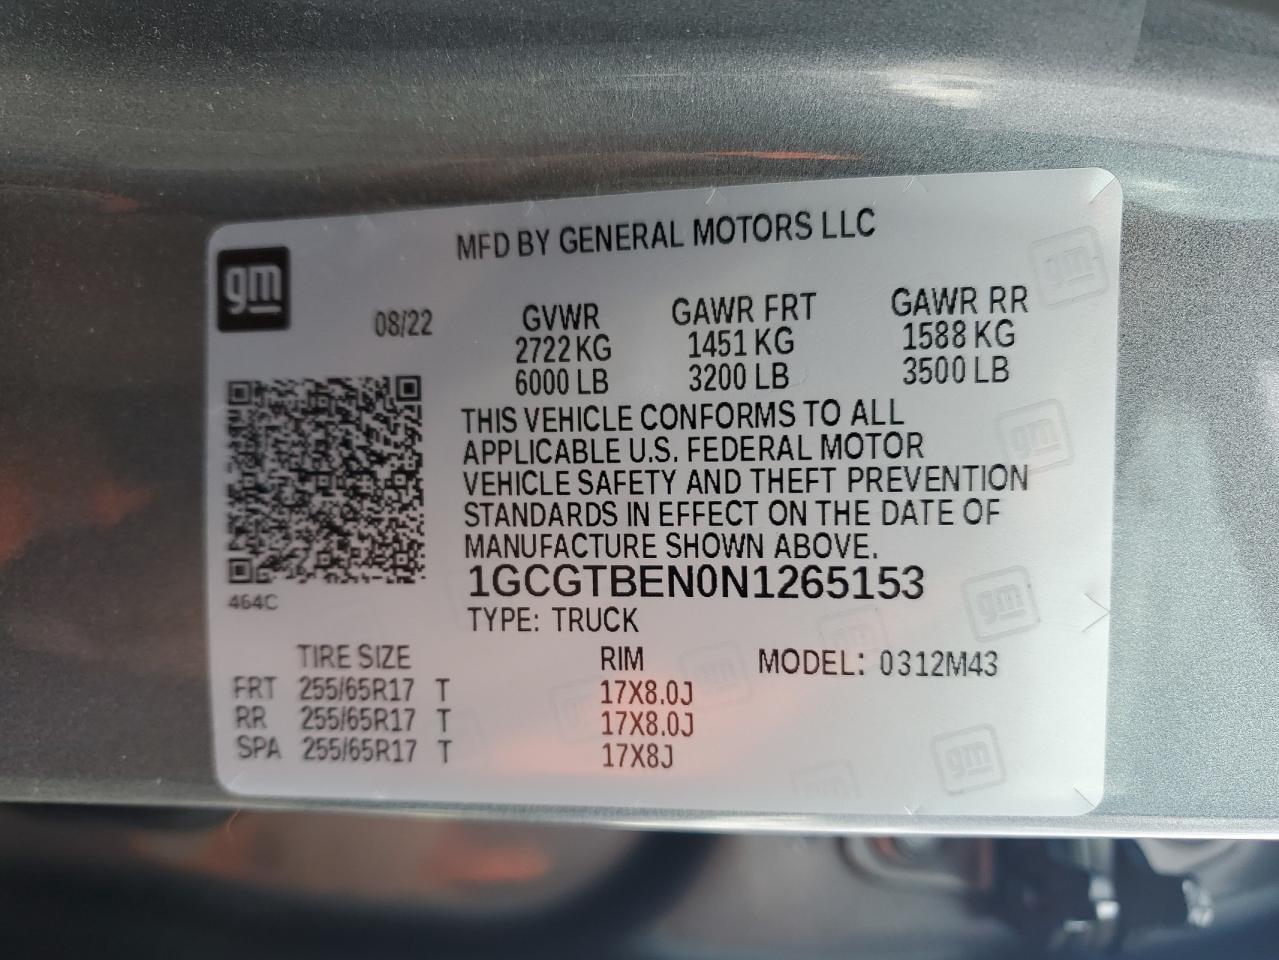 MFD BY GENERAL MOTORS LLC
gm
08/22
GVWR GAWR FRT GAWR RR
2722 KG 1451 KG 1588 KG
6000 LB 3200 LB 3500 LB
THIS VEHICLE CONFORMS TO ALL
APPLICABLE U.S. FEDERAL MOTOR
VEHICLE SAFETY AND THEFT PREVENTION
STANDARDS IN EFFECT ON THE DATE OF
MANUFACTURE SHOWN ABOVE.
464C
1GCGTBEN0N1265153
TYPE: TRUCK
TIRE SIZE RIM MODEL: 0312M43
FRT 255/65R17 T 17X8.0J
RR 255/65R17 T 17X8.0J
SPA 255/65R17 T 17X8J